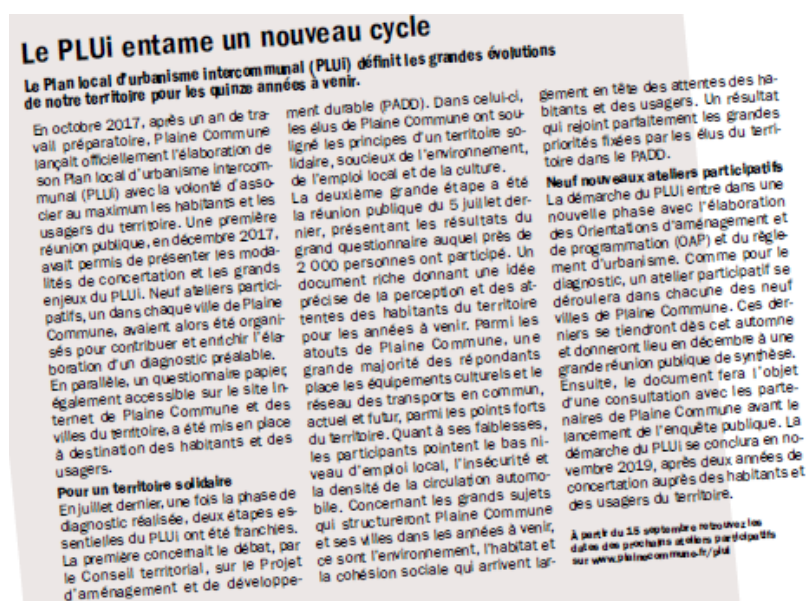 Le PLUi entame un nouveau cycle
Le Plan local d'urbanisme intercommunal (PLUi) définit les grandes évolutions
de notre territoire pour les quinze années à venir.
En octobre 2017, après un an de tra-
vail préparatoire, Plaine Commune
lançait officiellement l'élaboration de
son Plan local d'urbanisme intercom-
munal (PLUi) avec la volonté d'asso-
cier au maximum les habitants et les
usagers du territoire. Une première
réunion publique, en décembre 2017,
avait permis de présenter les moda-
lités de concertation et les grands
enjeux du PLUi. Neuf ateliers partici-
patifs, un dans chaque ville de Plaine
Commune, avaient alors été organi-
sés pour contribuer et enrichir l'éla-
boration d'un diagnostic préalable.
En parallèle, un questionnaire papier,
également accessible sur le site In-
ternet de Plaine Commune et des
villes du territoire, a été mis en place
à destination des habitants et des
usagers.
Pour un territoire solidaire
En juillet dernier, une fois la phase de
diagnostic réalisée, deux étapes es-
sentielles du PLUi ont été franchies.
La première concernait le débat, par
le Conseil territorial, sur le Projet
d'aménagement et de développe-
ment durable (PADD). Dans celui-ci,
les élus de Plaine Commune ont sou-
ligné les principes d'un territoire so-
lidaire, soucieux de l'environnement,
de l'emploi local et de la culture.
La deuxième grande étape a été
la réunion publique du 5 juillet der-
nier, présentant les résultats du
grand questionnaire auquel près de
2 000 personnes ont participé. Un
document riche donnant une idée
précise de la perception et des at-
tentes des habitants du territoire
pour les années à venir. Parmi les
atouts de Plaine Commune, une
grande majorité des répondants
place les équipements culturels et le
réseau des transports en commun,
actuel et futur, parmi les points forts
du territoire. Quant à ses faiblesses,
les participants pointent le bas ni-
veau d'emploi local, l'insécurité et
la densité de la circulation automo-
bile. Concernant les grands sujets
qui structureront Plaine Commune
et ses villes dans les années à venir,
ce sont l'environnement, l'habitat et
la cohésion sociale qui arrivent lar-
gement en tête des attentes des ha-
bitants et des usagers. Un résultat
qui rejoint parfaitement les grandes
priorités fixées par les élus du terri-
toire dans le PADD.
Neuf nouveaux ateliers participatifs
La démarche du PLUi entre dans une
nouvelle phase avec l'élaboration
des Orientations d'aménagement et
de programmation (OAP) et du règle-
ment d'urbanisme. Comme pour le
diagnostic, un atelier participatif se
déroulera dans chacune des neuf
villes de Plaine Commune. Ces der-
niers se tiendront dès cet automne
et donneront lieu en décembre à une
grande réunion publique de synthèse.
Ensuite, le document fera l'objet
d'une consultation avec les parte-
naires de Plaine Commune avant le
lancement de l'enquête publique. La
démarche du PLUi se conclura en no-
vembre 2019, après deux années de
concertation auprès des habitants et
des usagers du territoire.
À partir du 15 septembre retrouvez les
dates des prochains ateliers participatifs
sur www.plainecommune.fr/plui